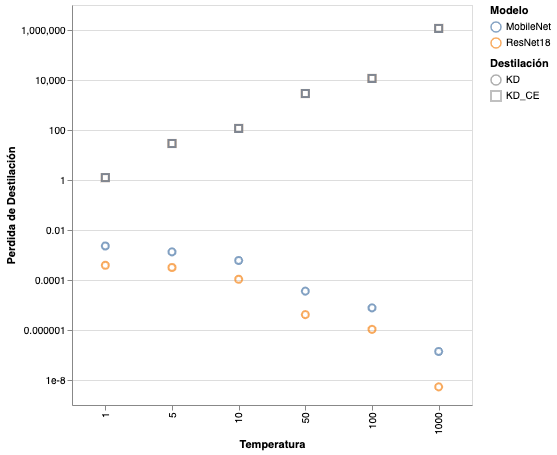 Modelo
MobileNet
ResNet18
Destilación
KD
KD_CE
Perdida de Destilación
1,000,000
10,000
100
1
0.01
0.0001
0.000001
1e-8
1
5
10
50
100
1000
Temperatura